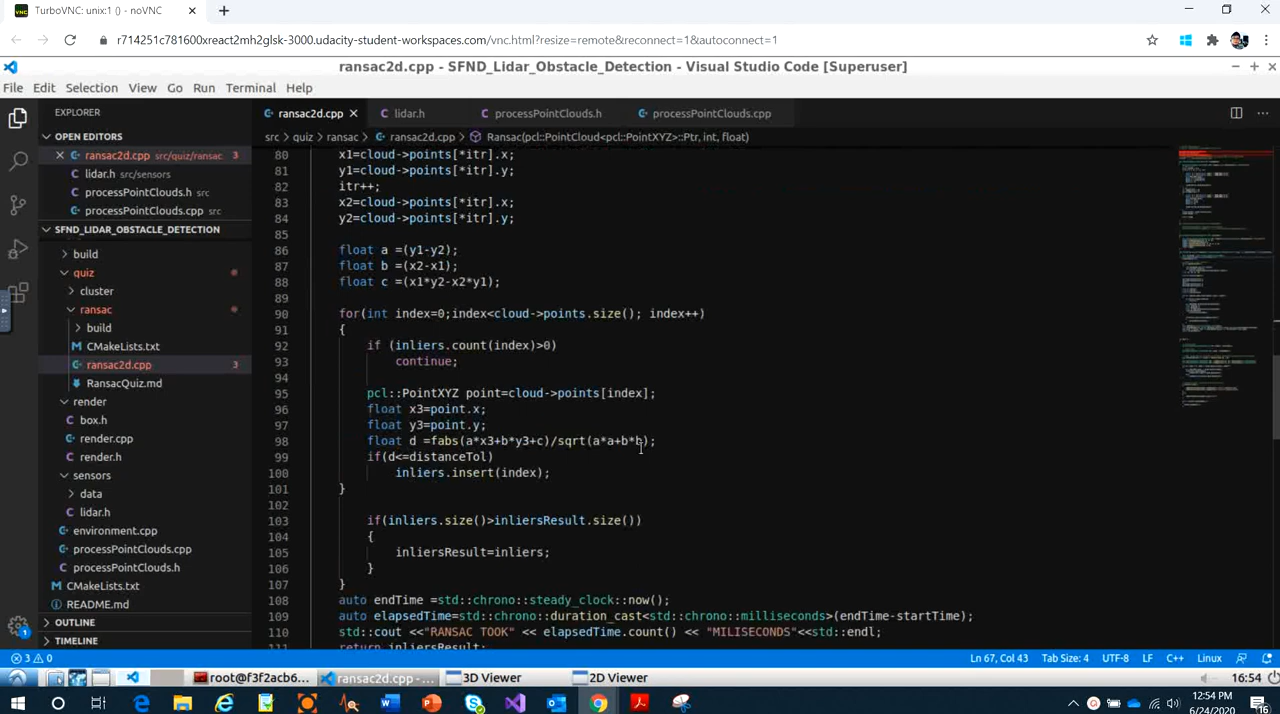 TurboVNC: unix:1 () - noVNC
r714251c781600xreact2mh2glsk-3000.udacity-student-workspaces.com/vnc.html?resize=remote&reconnect=1&autoconnect=1
ransac2d.cpp - SFND_Lidar_Obstacle_Detection - Visual Studio Code [Superuser]
File Edit Selection View Go Run Terminal Help
EXPLORER
ransac2d.cpp lidar.h processPointClouds.h processPointClouds.cpp
src > quiz > ransac > ransac2d.cpp > Ransac(pcl::PointCloud<pcl::PointXYZ>::Ptr, int, float)
OPEN EDITORS
ransac2d.cpp src/quiz/ransac 3
lidar.h src/sensors
processPointClouds.h src
processPointClouds.cpp src
SFND_LIDAR_OBSTACLE_DETECTION
build
quiz
cluster
ransac
build
CMakeLists.txt
ransac2d.cpp 3
RansacQuiz.md
render
box.h
render.cpp
render.h
sensors
data
lidar.h
environment.cpp
processPointClouds.cpp
processPointClouds.h
CMakeLists.txt
README.md
OUTLINE
TIMELINE
80 x1=cloud->points[*itr].x;
81 y1=cloud->points[*itr].y;
82 itr++;
83 x2=cloud->points[*itr].x;
84 y2=cloud->points[*itr].y;
85
86 float a =(y1-y2);
87 float b =(x2-x1);
88 float c =(x1*y2-x2*y1);
89
90 for(int index=0;index<cloud->points.size(); index++)
91 {
92 if (inliers.count(index)>0)
93 continue;
94
95 pcl::PointXYZ point=cloud->points[index];
96 float x3=point.x;
97 float y3=point.y;
98 float d =fabs(a*x3+b*y3+c)/sqrt(a*a+b*b);
99 if(d<=distanceTol)
100 inliers.insert(index);
101 }
102
103 if(inliers.size()>inliersResult.size())
104 {
105 inliersResult=inliers;
106 }
107 }
108 auto endTime =std::chrono::steady_clock::now();
109 auto elapsedTime=std::chrono::duration_cast<std::chrono::milliseconds>(endTime-startTime);
110 std::cout <<"RANSAC TOOK" << elapsedTime.count() << "MILISECONDS"<<std::endl;
111 return inliersResult;
3 0 Ln 67, Col 43 Tab Size: 4 UTF-8 LF C++ Linux
root@f3f2acb6... ransac2d.cpp -... 3D Viewer 2D Viewer 16:54
12:54 PM
6/24/2020
16